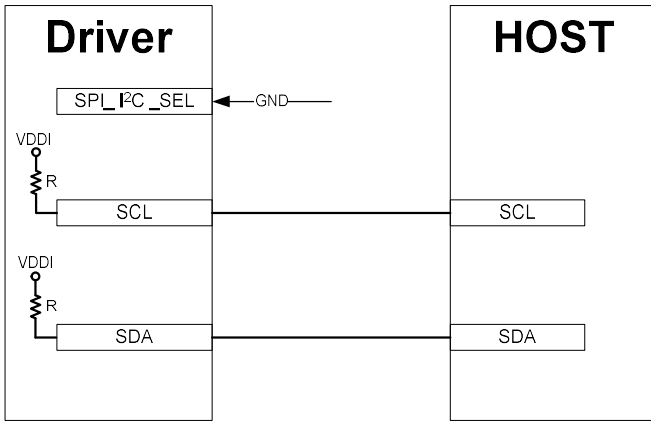 Driver
HOST
SPI_I²C_SEL
GND
VDDI
R
SCL
SCL
VDDI
R
SDA
SDA